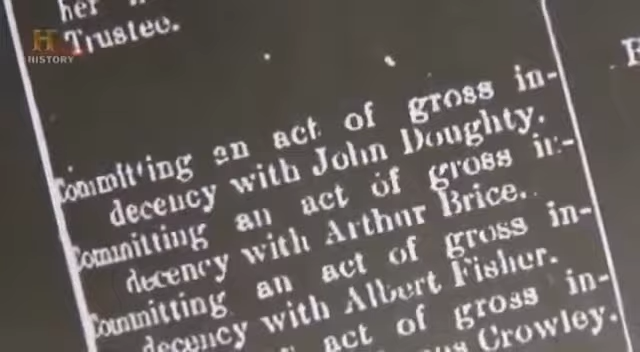 her
Trustee.
H
HISTORY
Committing an act of gross in-
decency with John Doughty.
Committing an act of gross in-
decency with Arthur Brice.
Committing an act of gross in-
decency with Albert Fisher.
act of gross in-
Crowley.